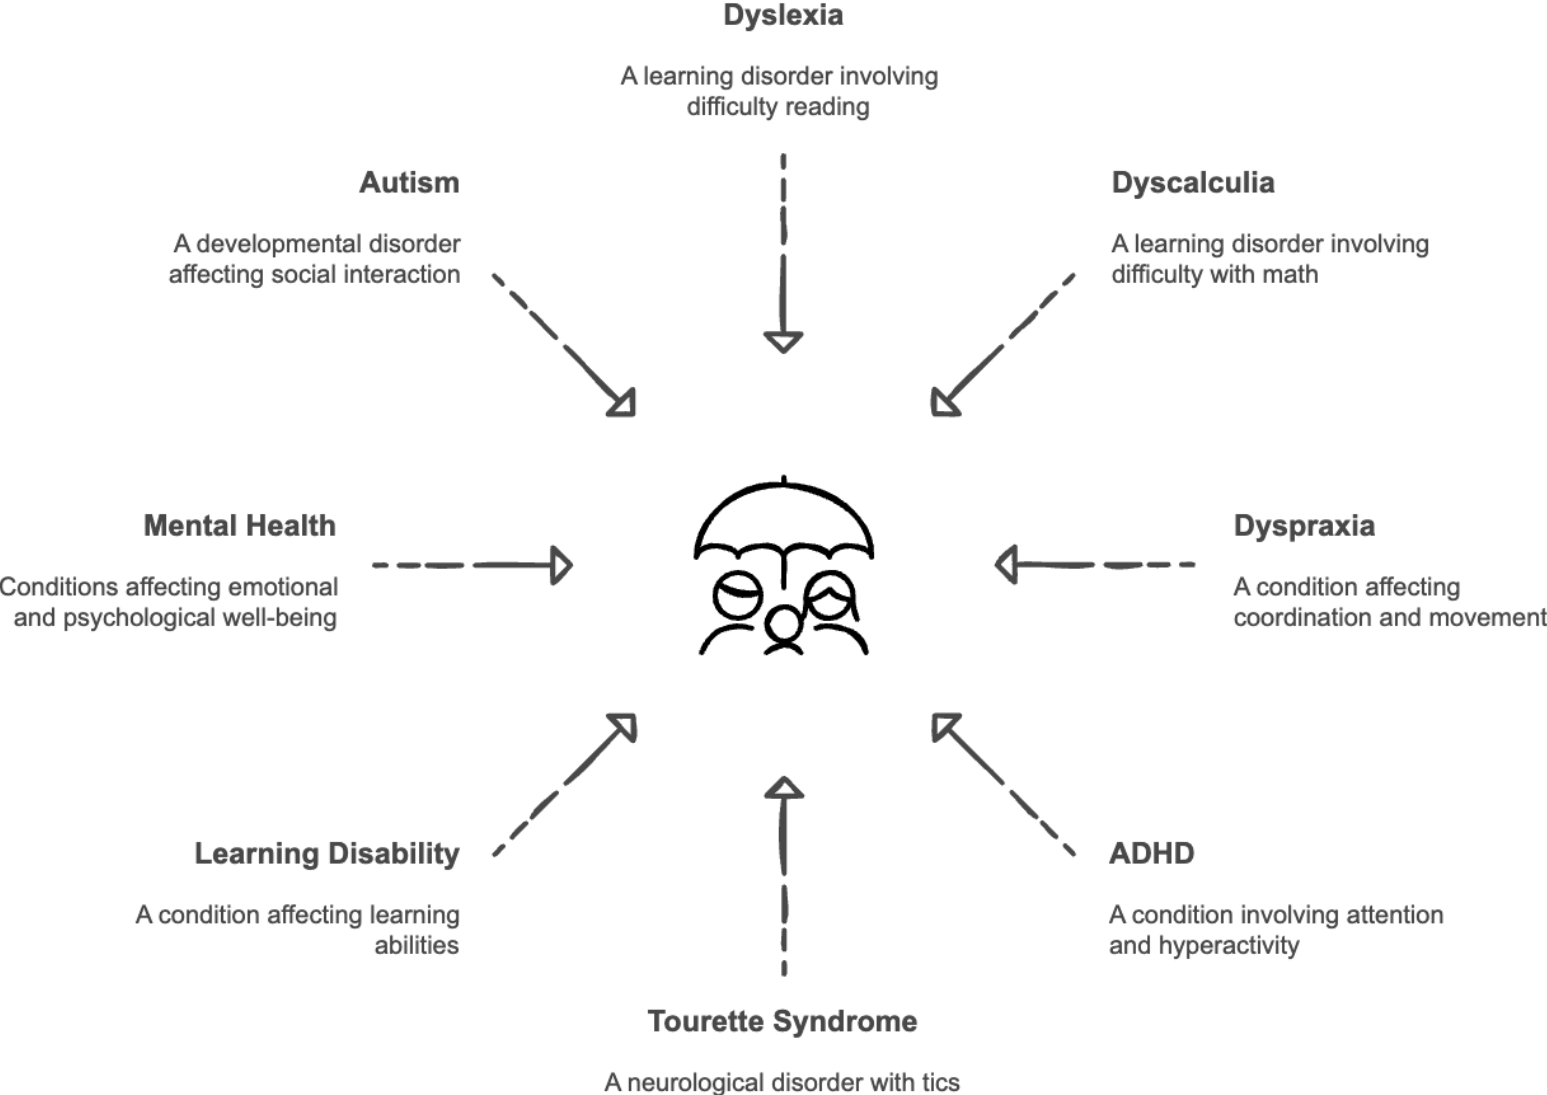 Dyslexia
A learning disorder involving
difficulty reading
Autism
A developmental disorder
affecting social interaction
Dyscalculia
A learning disorder involving
difficulty with math
Mental Health
Conditions affecting emotional
and psychological well-being
Dyspraxia
A condition affecting
coordination and movement
Learning Disability
A condition affecting learning
abilities
ADHD
A condition involving attention
and hyperactivity
Tourette Syndrome
A neurological disorder with tics